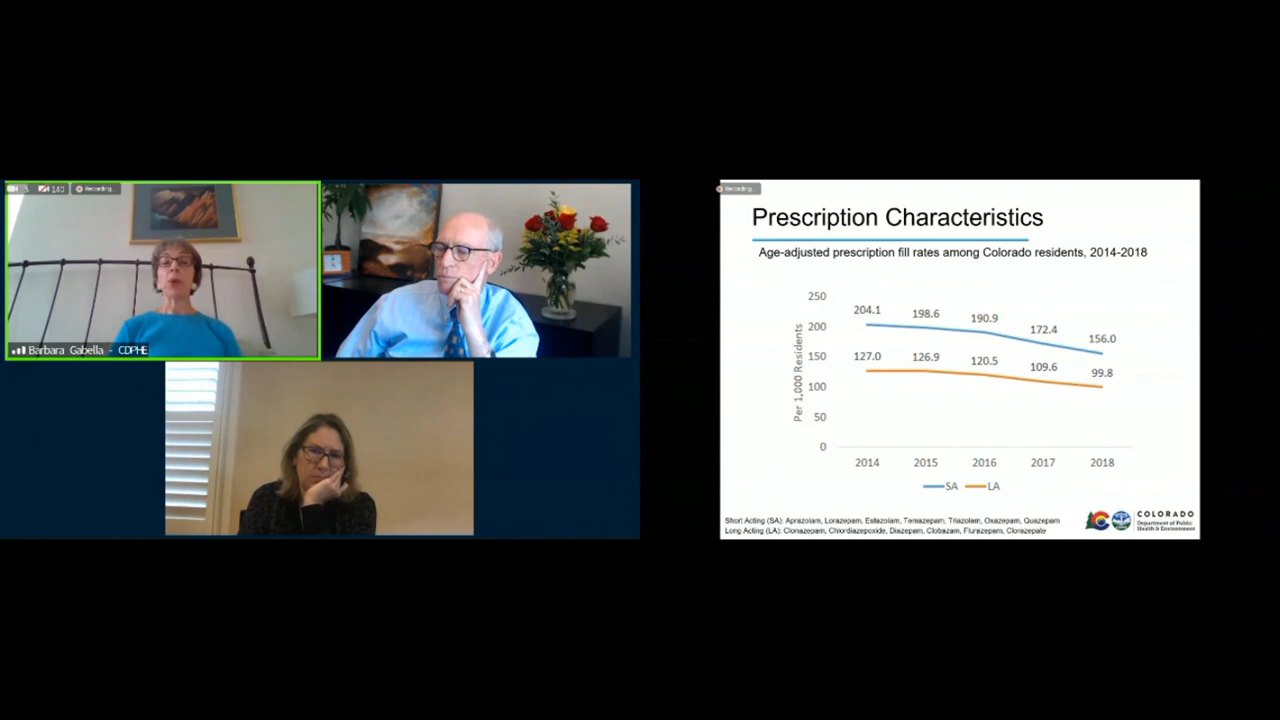 140
Recording...
Barbara Gabella - CDPHE
Recording...
Prescription Characteristics
Age-adjusted prescription fill rates among Colorado residents, 2014-2018
Per 1,000 Residents
250
200
150
100
50
0
204.1
198.6
190.9
172.4
156.0
127.0
126.9
120.5
109.6
99.8
2014
2015
2016
2017
2018
SA
LA
Short Acting (SA): Aprazolam, Lorazepam, Estazolam, Temazepam, Triazolam, Oxazepam, Quazepam
Long Acting (LA): Clonazepam, Chlordiazepoxide, Diazepam, Clobazam, Flurazepam, Clorazepate
COLORADO
Department of Public
Health & Environment